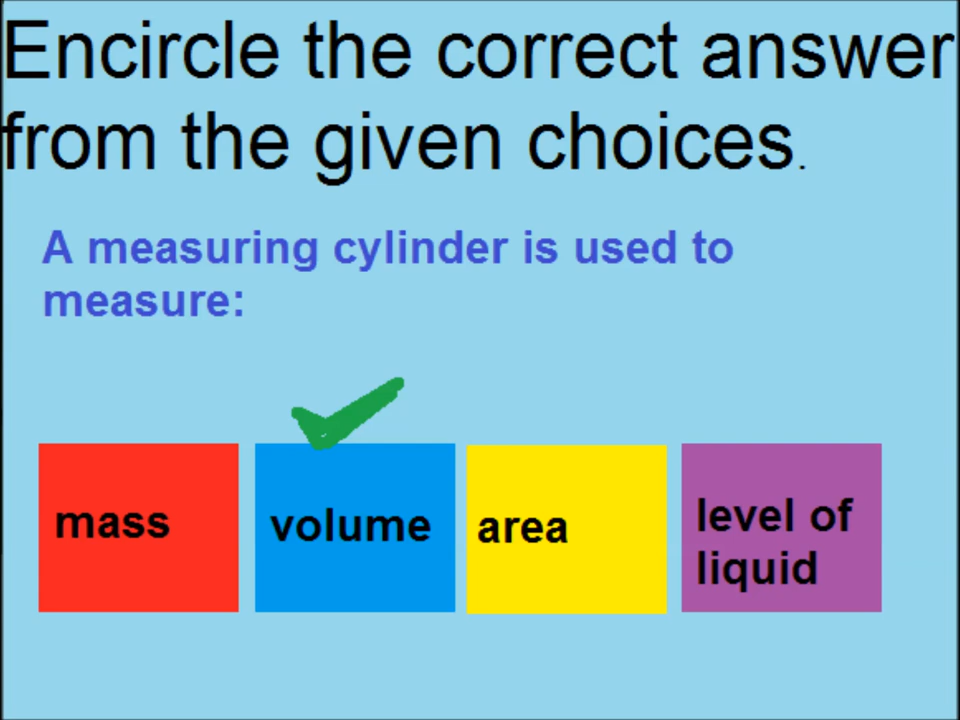 Encircle the correct answer
from the given choices.
A measuring cylinder is used to
measure:
mass
volume
area
level of
liquid